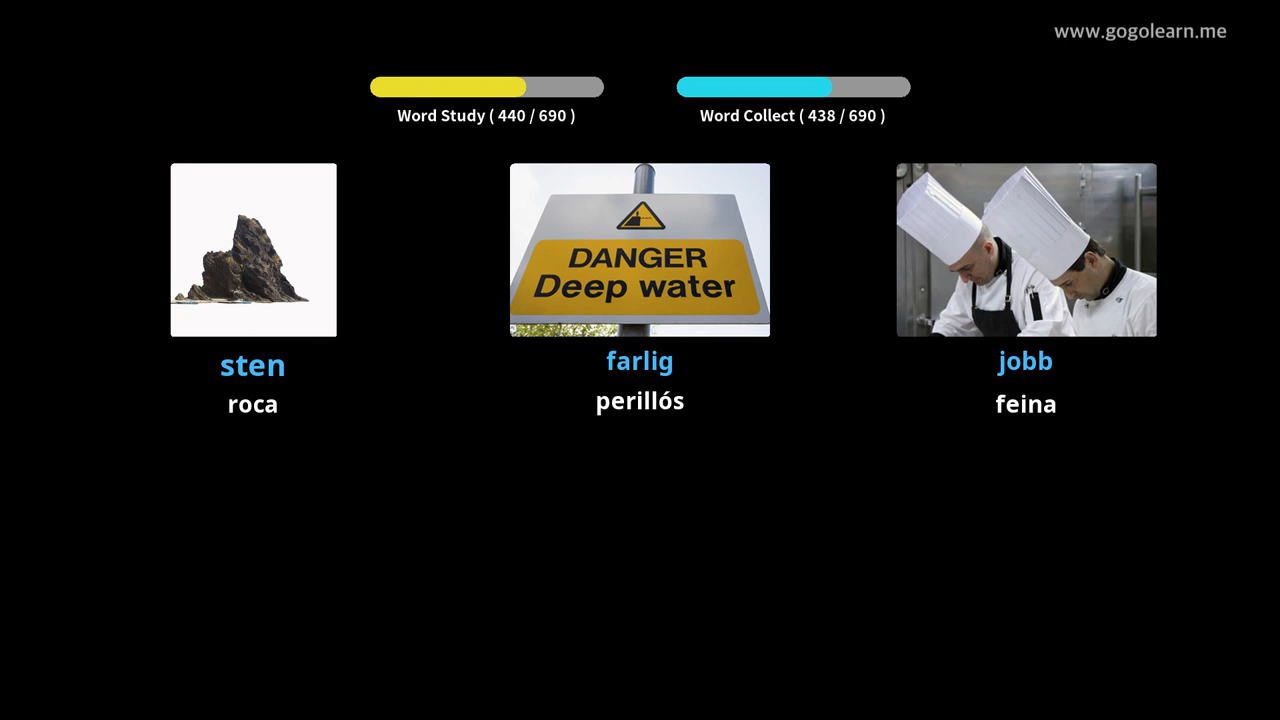 www.gogolearn.me
Word Study ( 440 / 690 )
Word Collect ( 438 / 690 )
DANGER
Deep water
sten
farlig
jobb
roca
perillós
feina